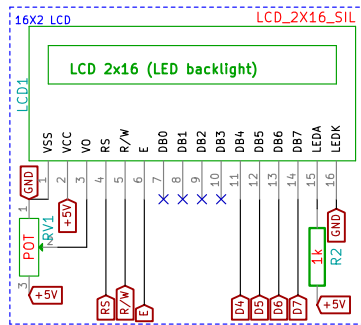 16X2 LCD
LCD_2X16_SIL
LCD 2x16 (LED backlight)
LCD1
VSS VCC VO RS R/W E DB0 DB1 DB2 DB3 DB4 DB5 DB6 DB7 LEDA LEDK
1 2 3 4 5 6 7 8 9 10 11 12 13 14 15 16
GND
+5V
GND
1
RV1
POT
2
3
+5V
RS
R/W
E
D4
D5
D6
D7
1k
R2
+5V